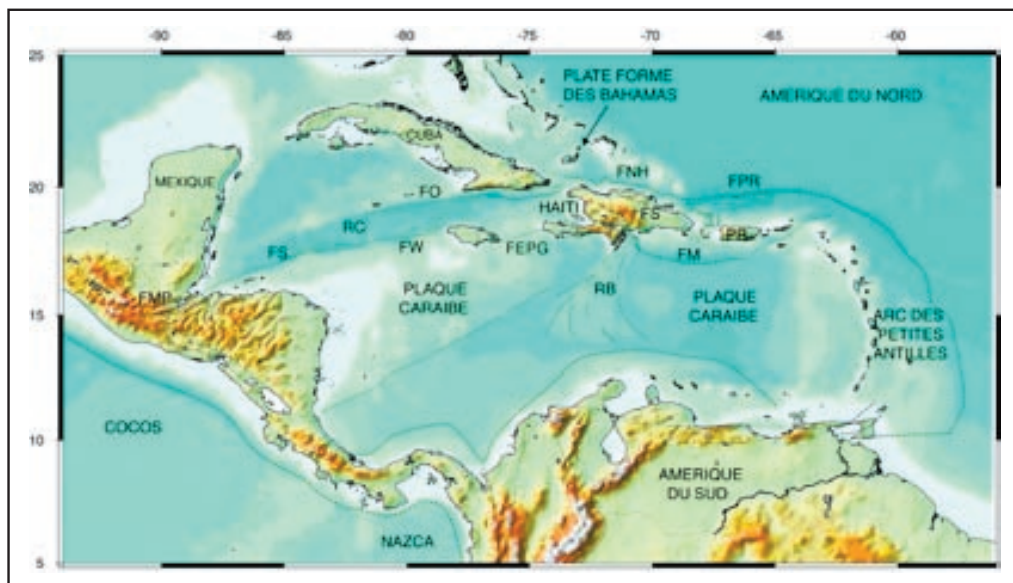 -90 -85 -80 -75 -70 -65 -60
25
PLATE FORME
DES BAHAMAS
AMERIQUE DU NORD
CUBA
MEXIQUE
20
FNH
FPR
FO
HAITI
FS
RC
PR
FS
FW
FEPG
FM
FMP
PLAQUE
CARAIBE
RB
PLAQUE
CARAIBE
15
ARC DES
PETITES
ANTILLES
COCOS
10
AMÉRIQUE
DU SUD
NAZCA
5